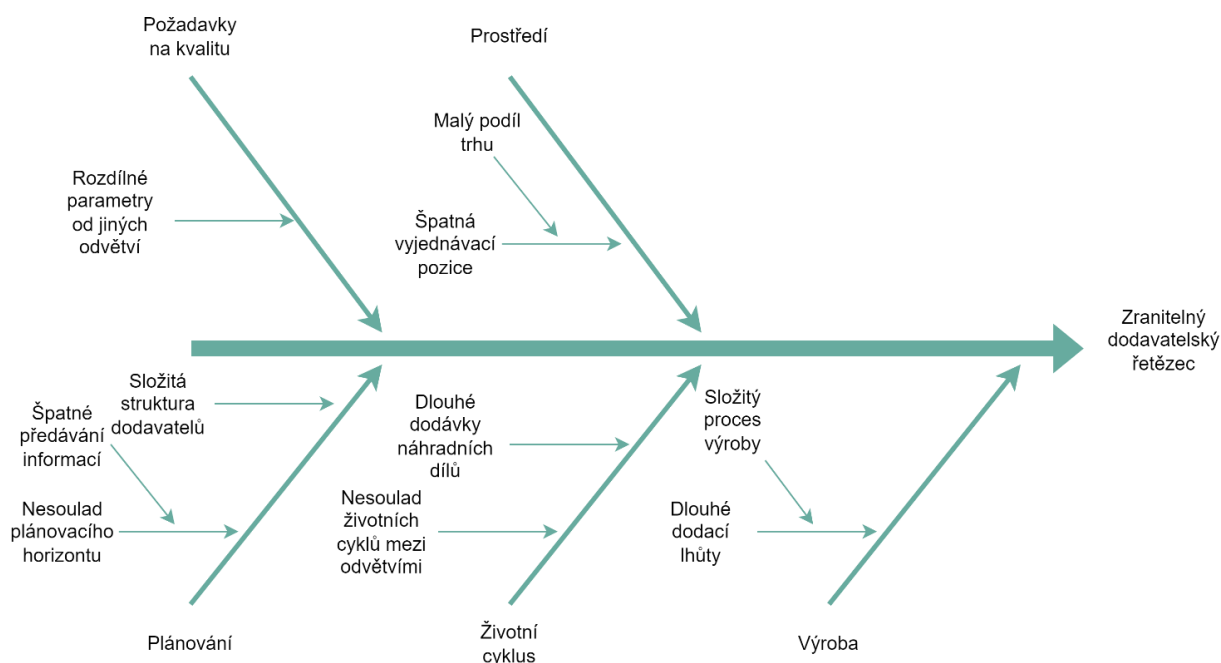 Požadavky
na kvalitu
Prostředí
Malý podíl
trhu
Rozdílné
parametry
od jiných
odvětví
Špatná
vyjednávací
pozice
Zranitelný
dodavatelský
řetězec
Složitá
struktura
dodavatelů
Špatné
předávání
informací
Nesoulad
plánovacího
horizontu
Dlouhé
dodávky
náhradních
dílů
Nesoulad
životních
cyklů mezi
odvětvími
Složitý
proces
výroby
Dlouhé
dodací
lhůty
Plánování
Životní
cyklus
Výroba